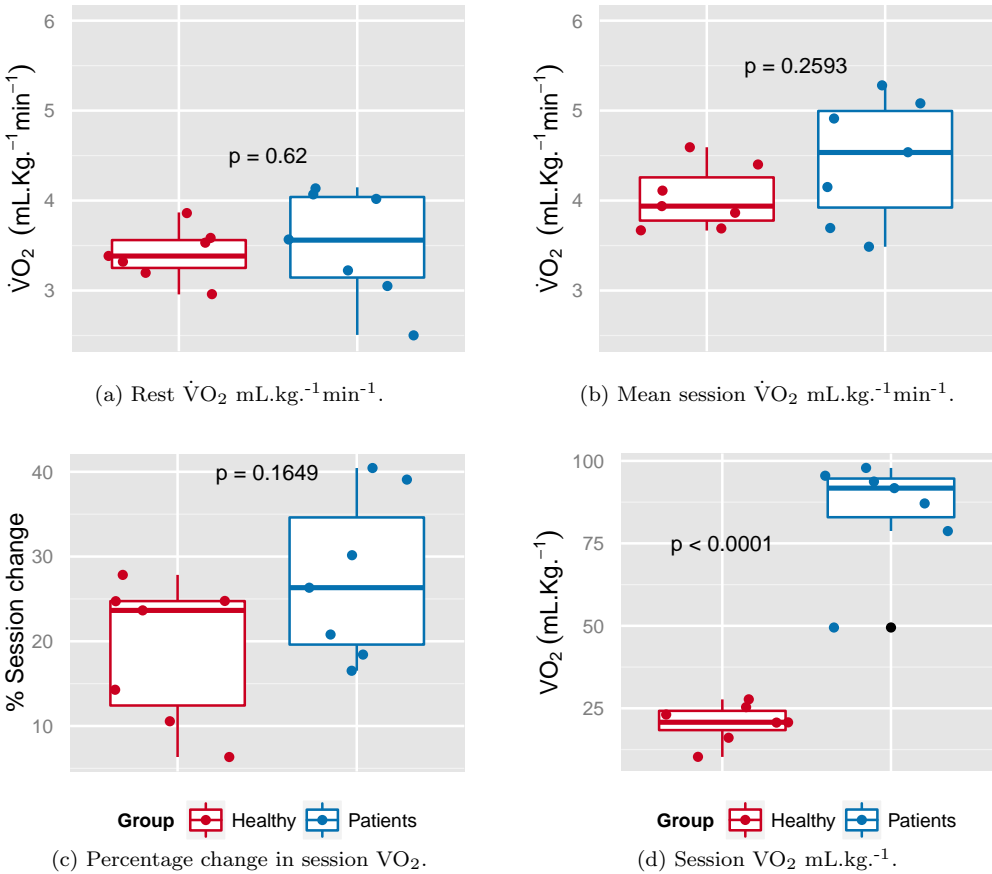 6
5
4
3
V̇O₂ (mL.Kg.⁻¹min⁻¹)
p = 0.62
(a) Rest V̇O₂ mL.kg.⁻¹min⁻¹.
6
5
4
3
V̇O₂ (mL.Kg.⁻¹min⁻¹)
p = 0.2593
(b) Mean session V̇O₂ mL.kg.⁻¹min⁻¹.
40
30
20
10
% Session change
p = 0.1649
Group Healthy Patients
(c) Percentage change in session VO₂.
100
75
50
25
VO₂ (mL.Kg.⁻¹)
p < 0.0001
Group Healthy Patients
(d) Session VO₂ mL.kg.⁻¹.